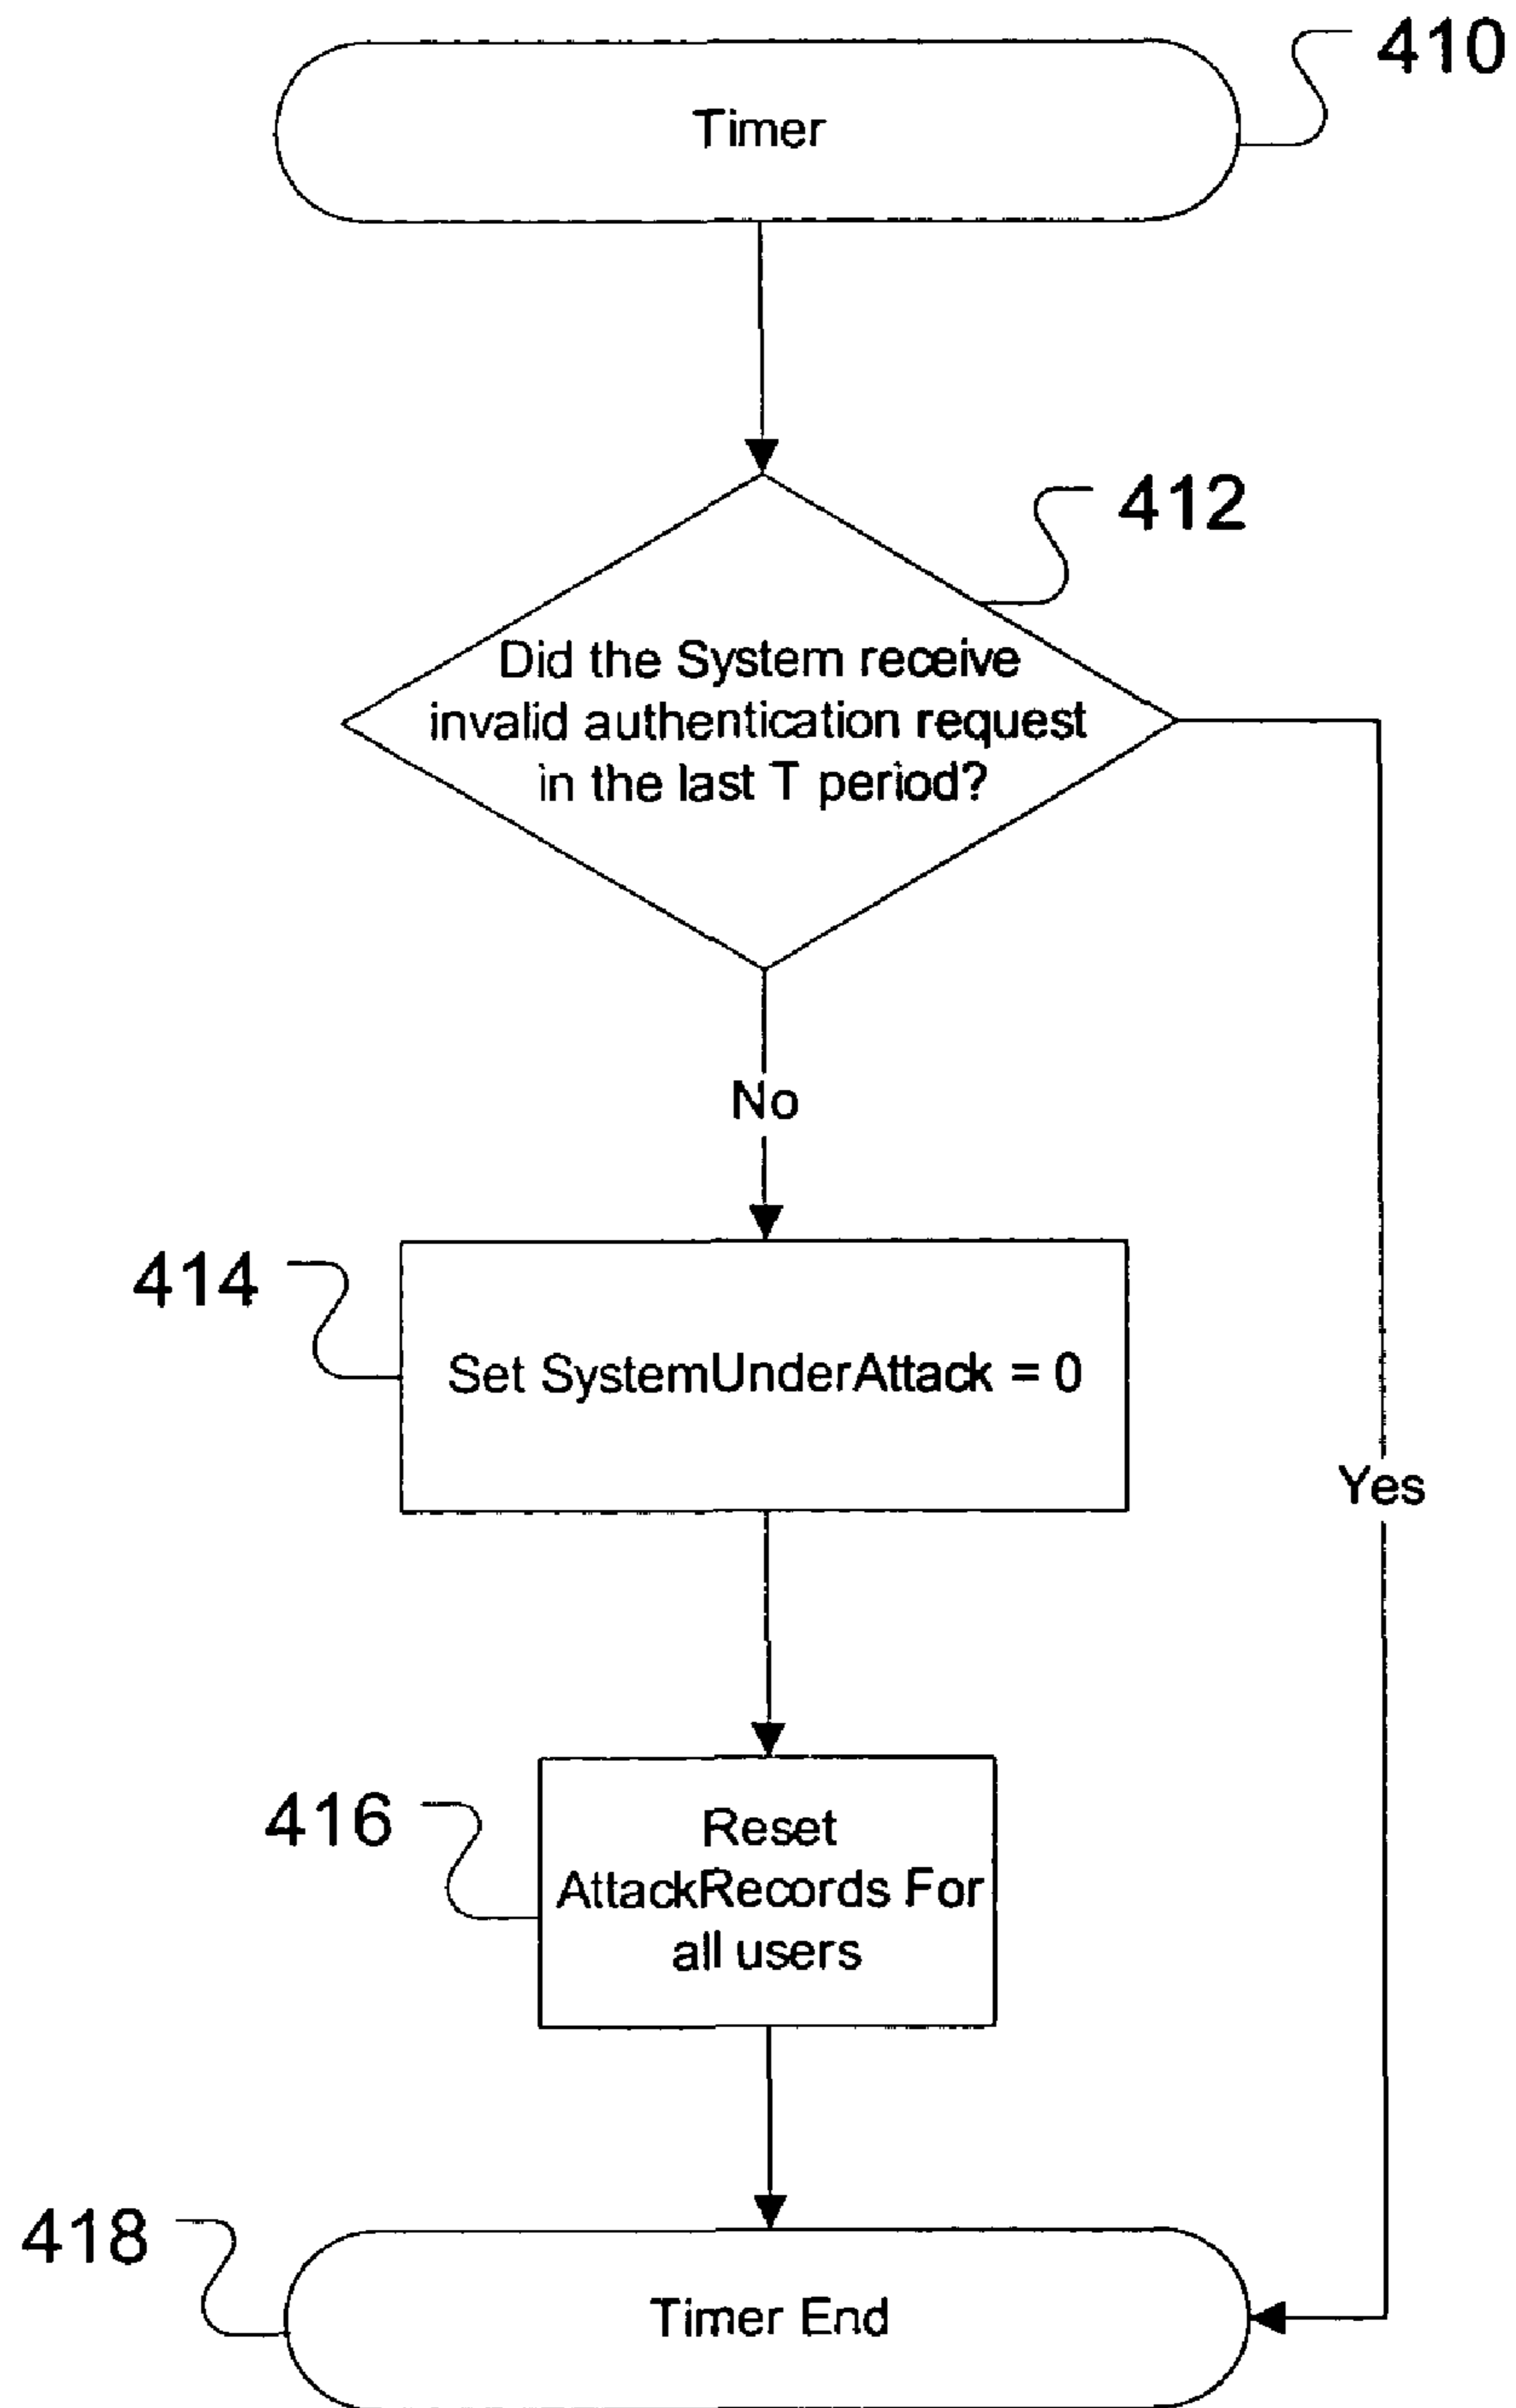 410
Timer
412
Did the System receive
invalid authentication request
in the last T period?
No
414
Set SystemUnderAttack = 0
Yes
416
Reset
AttackRecords For
all users
418
Timer End